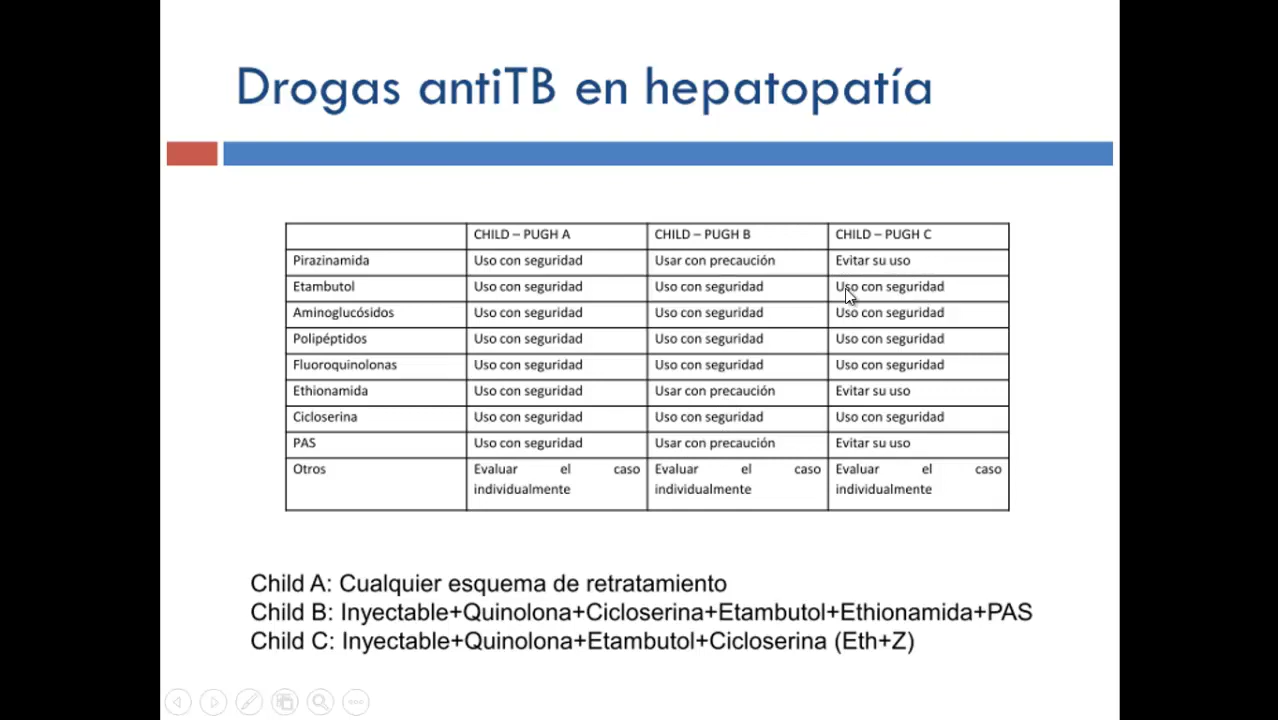 Drogas antiTB en hepatopatía
CHILD – PUGH A CHILD – PUGH B CHILD – PUGH C
Pirazinamida Uso con seguridad Usar con precaución Evitar su uso
Etambutol Uso con seguridad Uso con seguridad Uso con seguridad
Aminoglucósidos Uso con seguridad Uso con seguridad Uso con seguridad
Polipéptidos Uso con seguridad Uso con seguridad Uso con seguridad
Fluoroquinolonas Uso con seguridad Uso con seguridad Uso con seguridad
Ethionamida Uso con seguridad Usar con precaución Evitar su uso
Cicloserina Uso con seguridad Uso con seguridad Uso con seguridad
PAS Uso con seguridad Usar con precaución Evitar su uso
Otros Evaluar el caso Evaluar el caso Evaluar el caso
individualmente individualmente individualmente
Child A: Cualquier esquema de retratamiento
Child B: Inyectable+Quinolona+Cicloserina+Etambutol+Ethionamida+PAS
Child C: Inyectable+Quinolona+Etambutol+Cicloserina (Eth+Z)